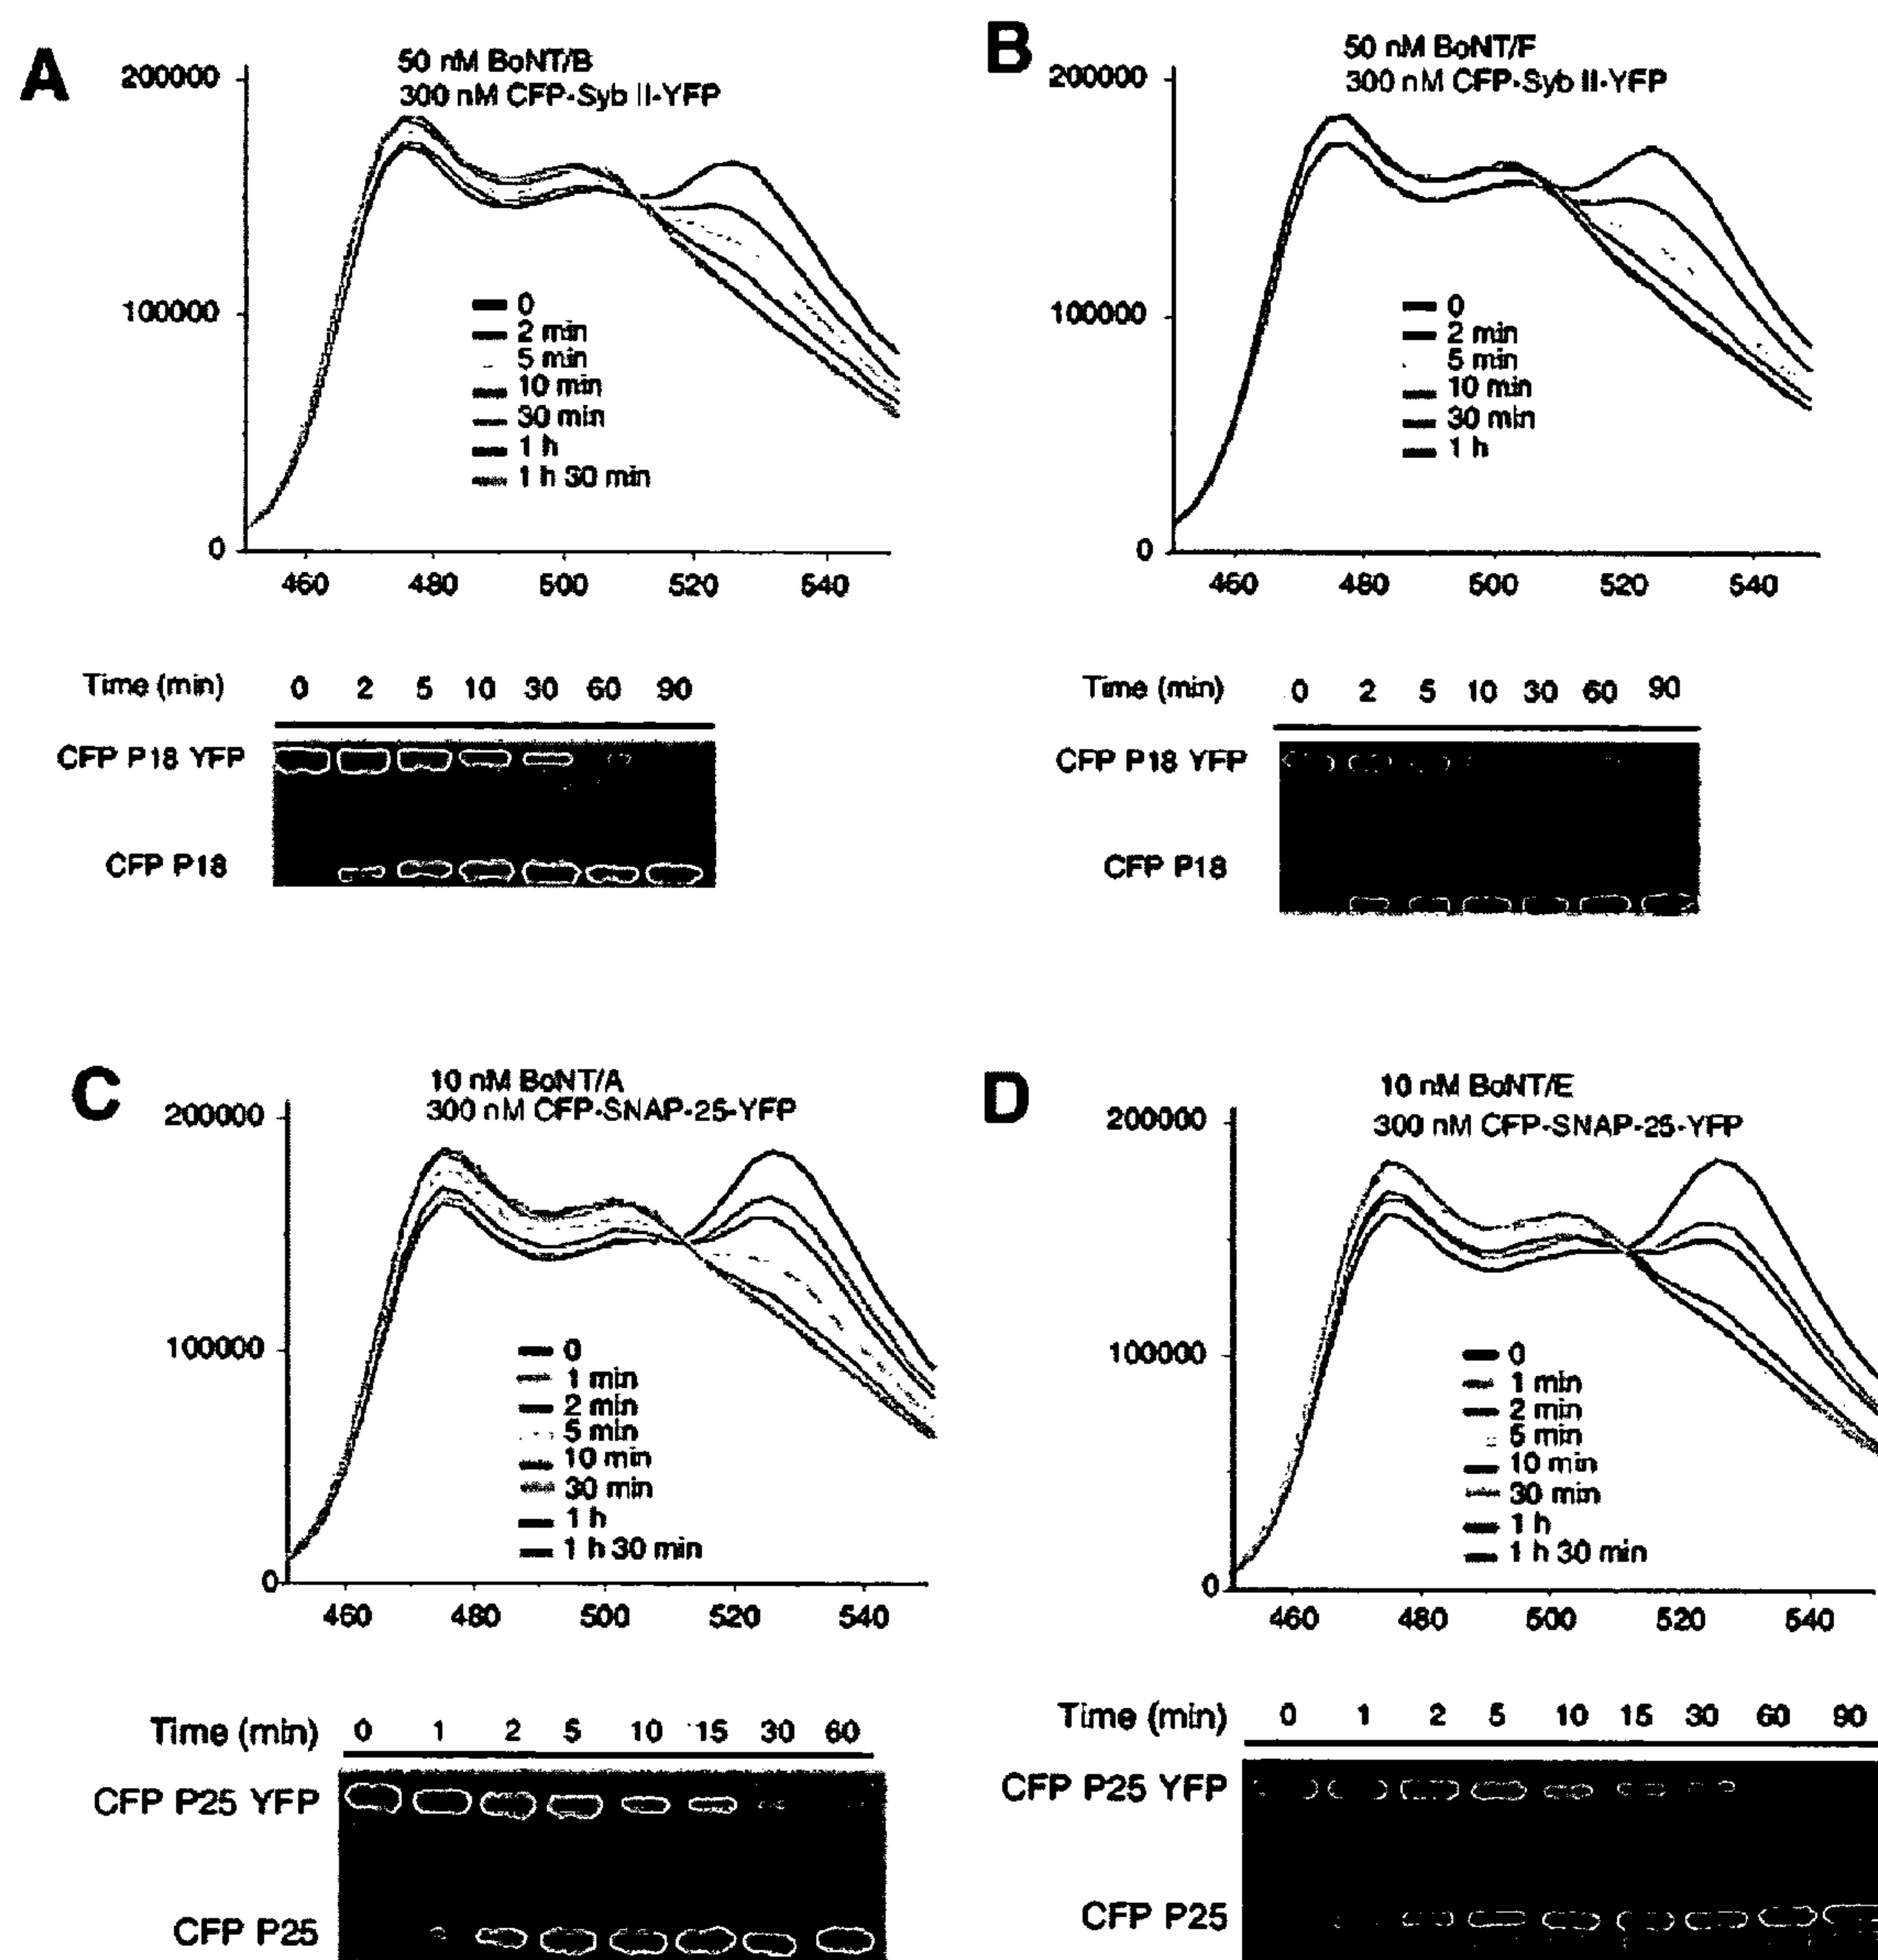 A
50 nM BoNT/B
300 nM CFP-Syb II-YFP
200000
100000
0
0
2 min
5 min
10 min
30 min
1 h
1 h 30 min
460 480 500 520 540
Time (min) 0 2 5 10 30 60 90
CFP P18 YFP
CFP P18
B
50 nM BoNT/F
300 nM CFP-Syb II-YFP
200000
100000
0
0
2 min
5 min
10 min
30 min
1 h
460 480 500 520 540
Time (min) 0 2 5 10 30 60 90
CFP P18 YFP
CFP P18
C
10 nM BoNT/A
300 nM CFP-SNAP-25-YFP
200000
100000
0
0
1 min
2 min
5 min
10 min
30 min
1 h
1 h 30 min
460 480 500 520 540
Time (min) 0 1 2 5 10 15 30 60
CFP P25 YFP
CFP P25
D
10 nM BoNT/E
300 nM CFP-SNAP-25-YFP
200000
100000
0
0
1 min
2 min
5 min
10 min
30 min
1 h
1 h 30 min
460 480 500 520 540
Time (min) 0 1 2 5 10 15 30 60 90
CFP P25 YFP
CFP P25